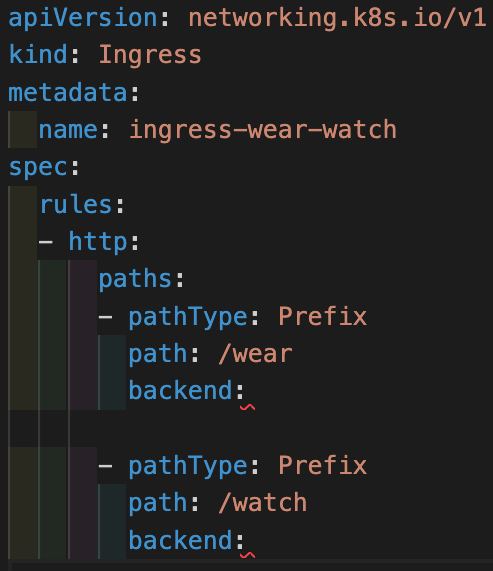 apiVersion: networking.k8s.io/v1
kind: Ingress
metadata:
  name: ingress-wear-watch
spec:
  rules:
  - http:
      paths:
      - pathType: Prefix
        path: /wear
        backend:

      - pathType: Prefix
        path: /watch
        backend: